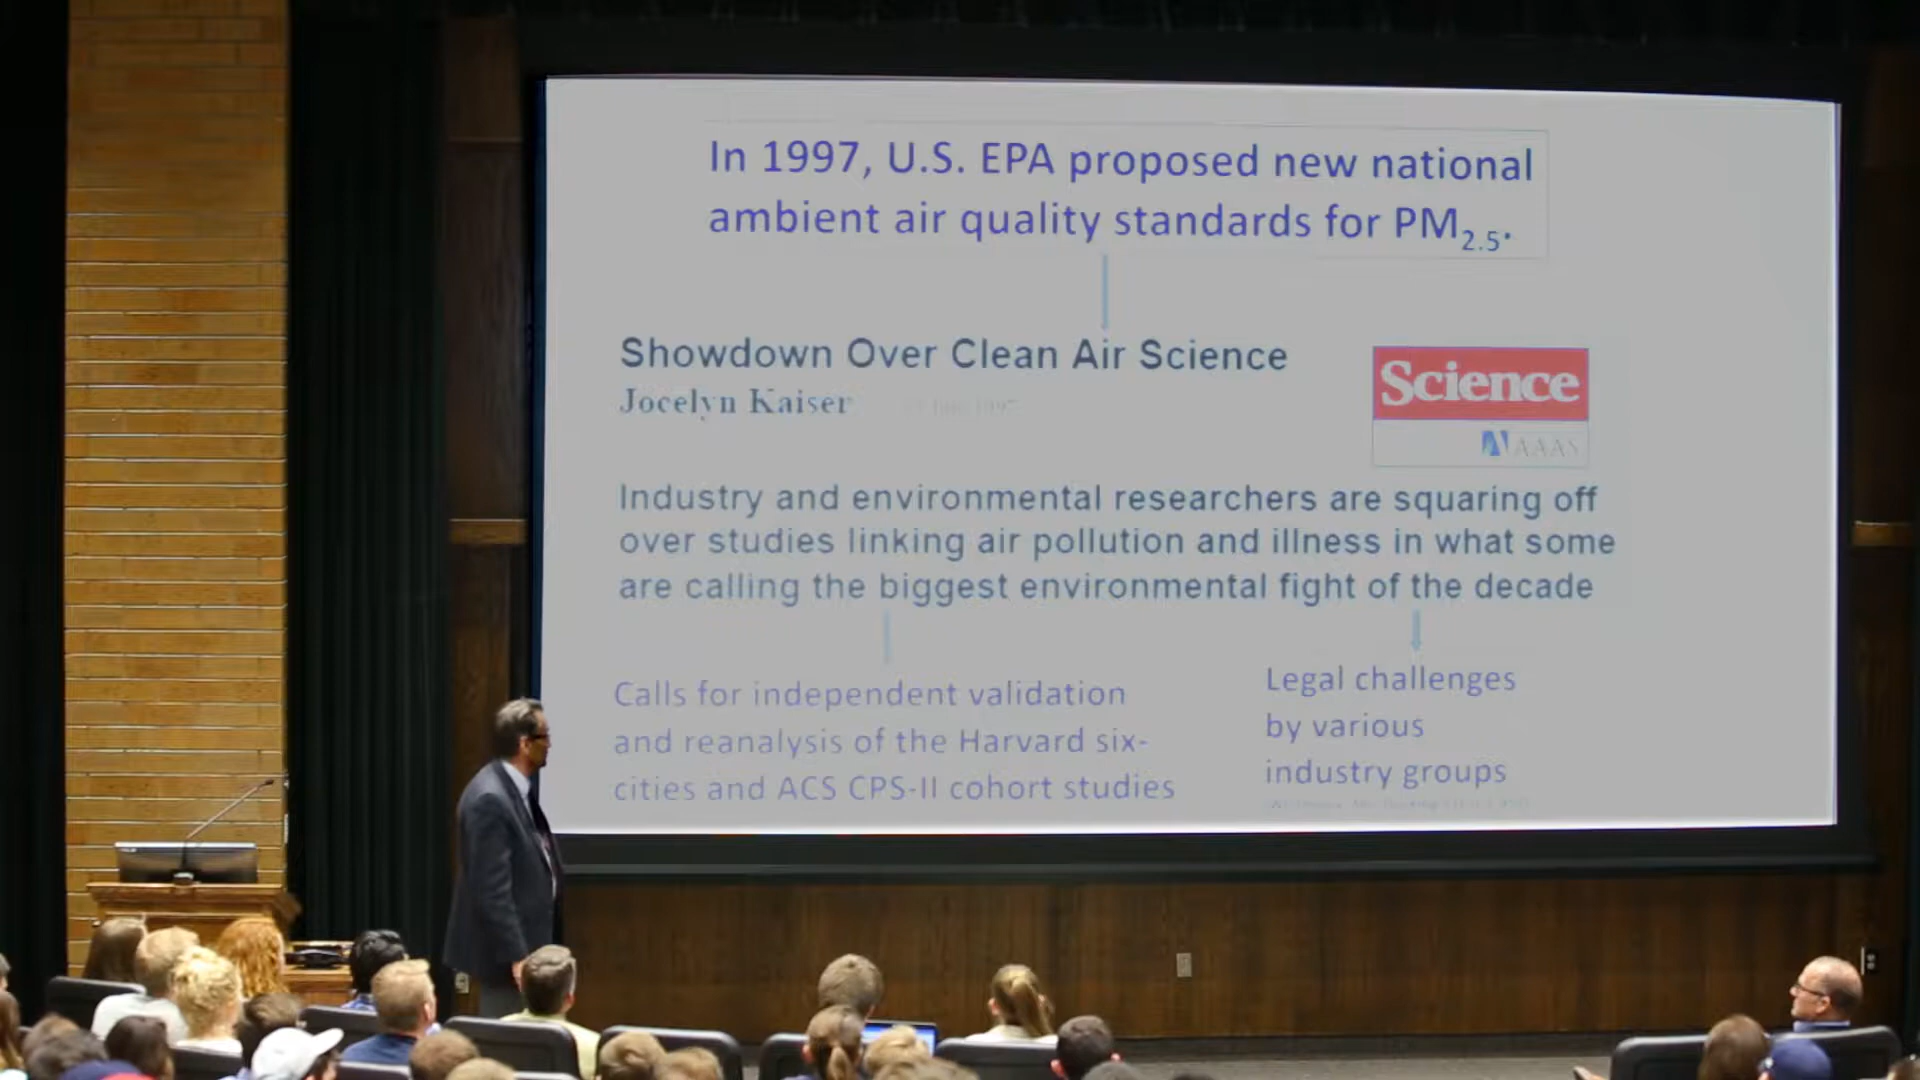 In 1997, U.S. EPA proposed new national
ambient air quality standards for PM2.5.
Showdown Over Clean Air Science
Jocelyn Kaiser
Science
AAAS
Industry and environmental researchers are squaring off
over studies linking air pollution and illness in what some
are calling the biggest environmental fight of the decade
Calls for independent validation
and reanalysis of the Harvard six-
cities and ACS CPS-II cohort studies
Legal challenges
by various
industry groups